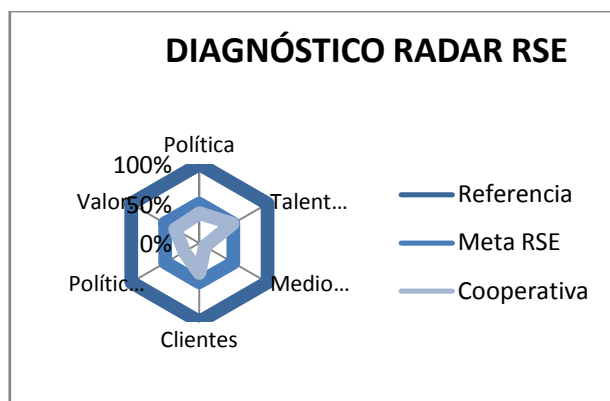 DIAGNÓSTICO RADAR RSE
Política
100%
Valor
50%
Talent…
0%
Polític…
Medio…
Clientes
Referencia
Meta RSE
Cooperativa